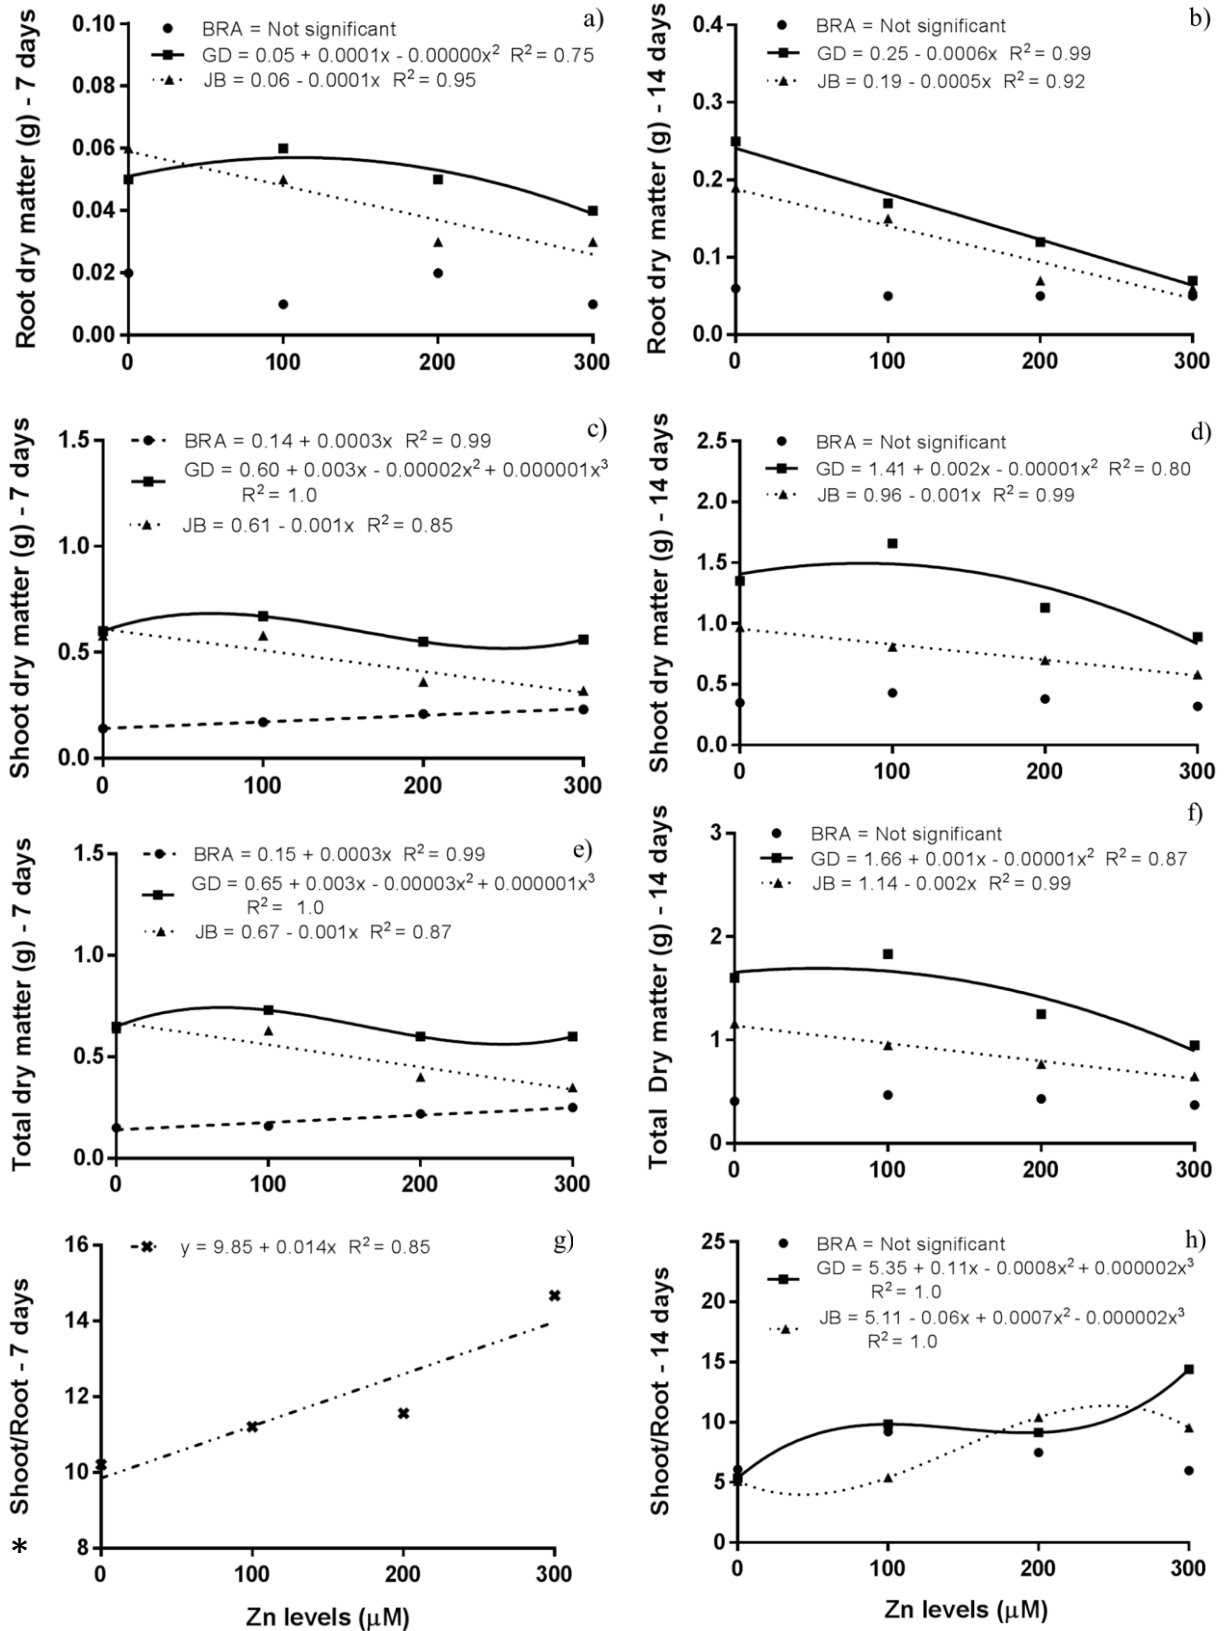 a)
BRA = Not significant
GD = 0.05 + 0.0001x - 0.00000x² R² = 0.75
JB = 0.06 - 0.0001x R² = 0.95
Root dry matter (g) - 7 days
0.10
0.08
0.06
0.04
0.02
0.00
0 100 200 300
b)
BRA = Not significant
GD = 0.25 - 0.0006x R² = 0.99
JB = 0.19 - 0.0005x R² = 0.92
Root dry matter (g) - 14 days
0.4
0.3
0.2
0.1
0.0
0 100 200 300
c)
BRA = 0.14 + 0.0003x R² = 0.99
GD = 0.60 + 0.003x - 0.00002x² + 0.000001x³
R² = 1.0
JB = 0.61 - 0.001x R² = 0.85
Shoot dry matter (g) - 7 days
1.5
1.0
0.5
0.0
0 100 200 300
d)
BRA = Not significant
GD = 1.41 + 0.002x - 0.00001x² R² = 0.80
JB = 0.96 - 0.001x R² = 0.99
Shoot dry matter (g) - 14 days
2.5
2.0
1.5
1.0
0.5
0.0
0 100 200 300
e)
BRA = 0.15 + 0.0003x R² = 0.99
GD = 0.65 + 0.003x - 0.00003x² + 0.000001x³
R² = 1.0
JB = 0.67 - 0.001x R² = 0.87
Total dry matter (g) - 7 days
1.5
1.0
0.5
0.0
0 100 200 300
f)
BRA = Not significant
GD = 1.66 + 0.001x - 0.00001x² R² = 0.87
JB = 1.14 - 0.002x R² = 0.99
Total Dry matter (g) - 14 days
3
2
1
0
0 100 200 300
g)
y = 9.85 + 0.014x R² = 0.85
* Shoot/Root - 7 days
16
14
12
10
8
0 100 200 300
Zn levels (µM)
h)
BRA = Not significant
GD = 5.35 + 0.11x - 0.0008x² + 0.000002x³
R² = 1.0
JB = 5.11 - 0.06x + 0.0007x² - 0.000002x³
R² = 1.0
Shoot/Root - 14 days
25
20
15
10
5
0
0 100 200 300
Zn levels (µM)